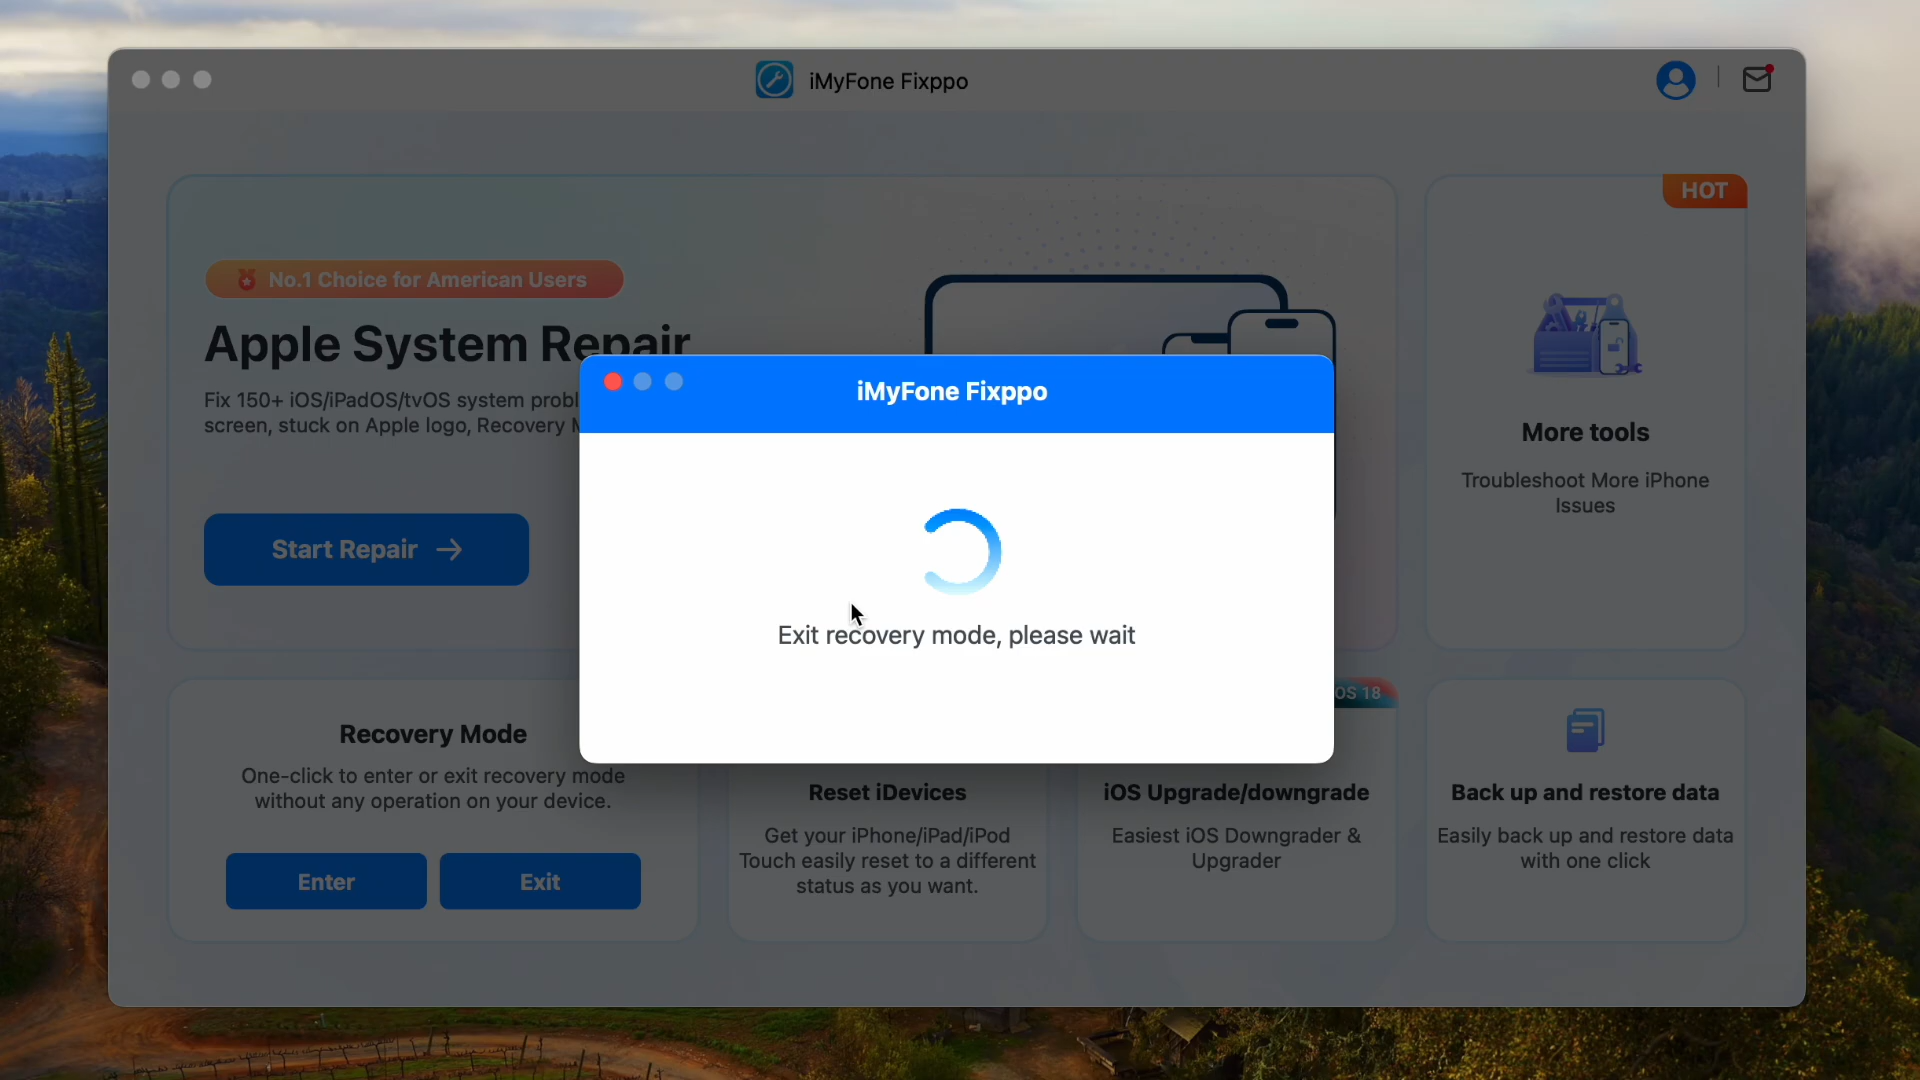 iMyFone Fixppo
HOT
No.1 Choice for American Users
Apple System Repair
Fix 150+ iOS/iPadOS/tvOS system
screen, stuck on Apple logo, Recovery
Start Repair
More tools
Troubleshoot More iPhone
Issues
iMyFone Fixppo
Exit recovery mode, please wait
Recovery Mode
One-click to enter or exit recovery mode
without any operation on your device.
Enter
Exit
Reset iDevices
Get your iPhone/iPad/iPod
Touch easily reset to a different
status as you want.
OS 18
iOS Upgrade/downgrade
Easiest iOS Downgrader &
Upgrader
Back up and restore data
Easily back up and restore data
with one click